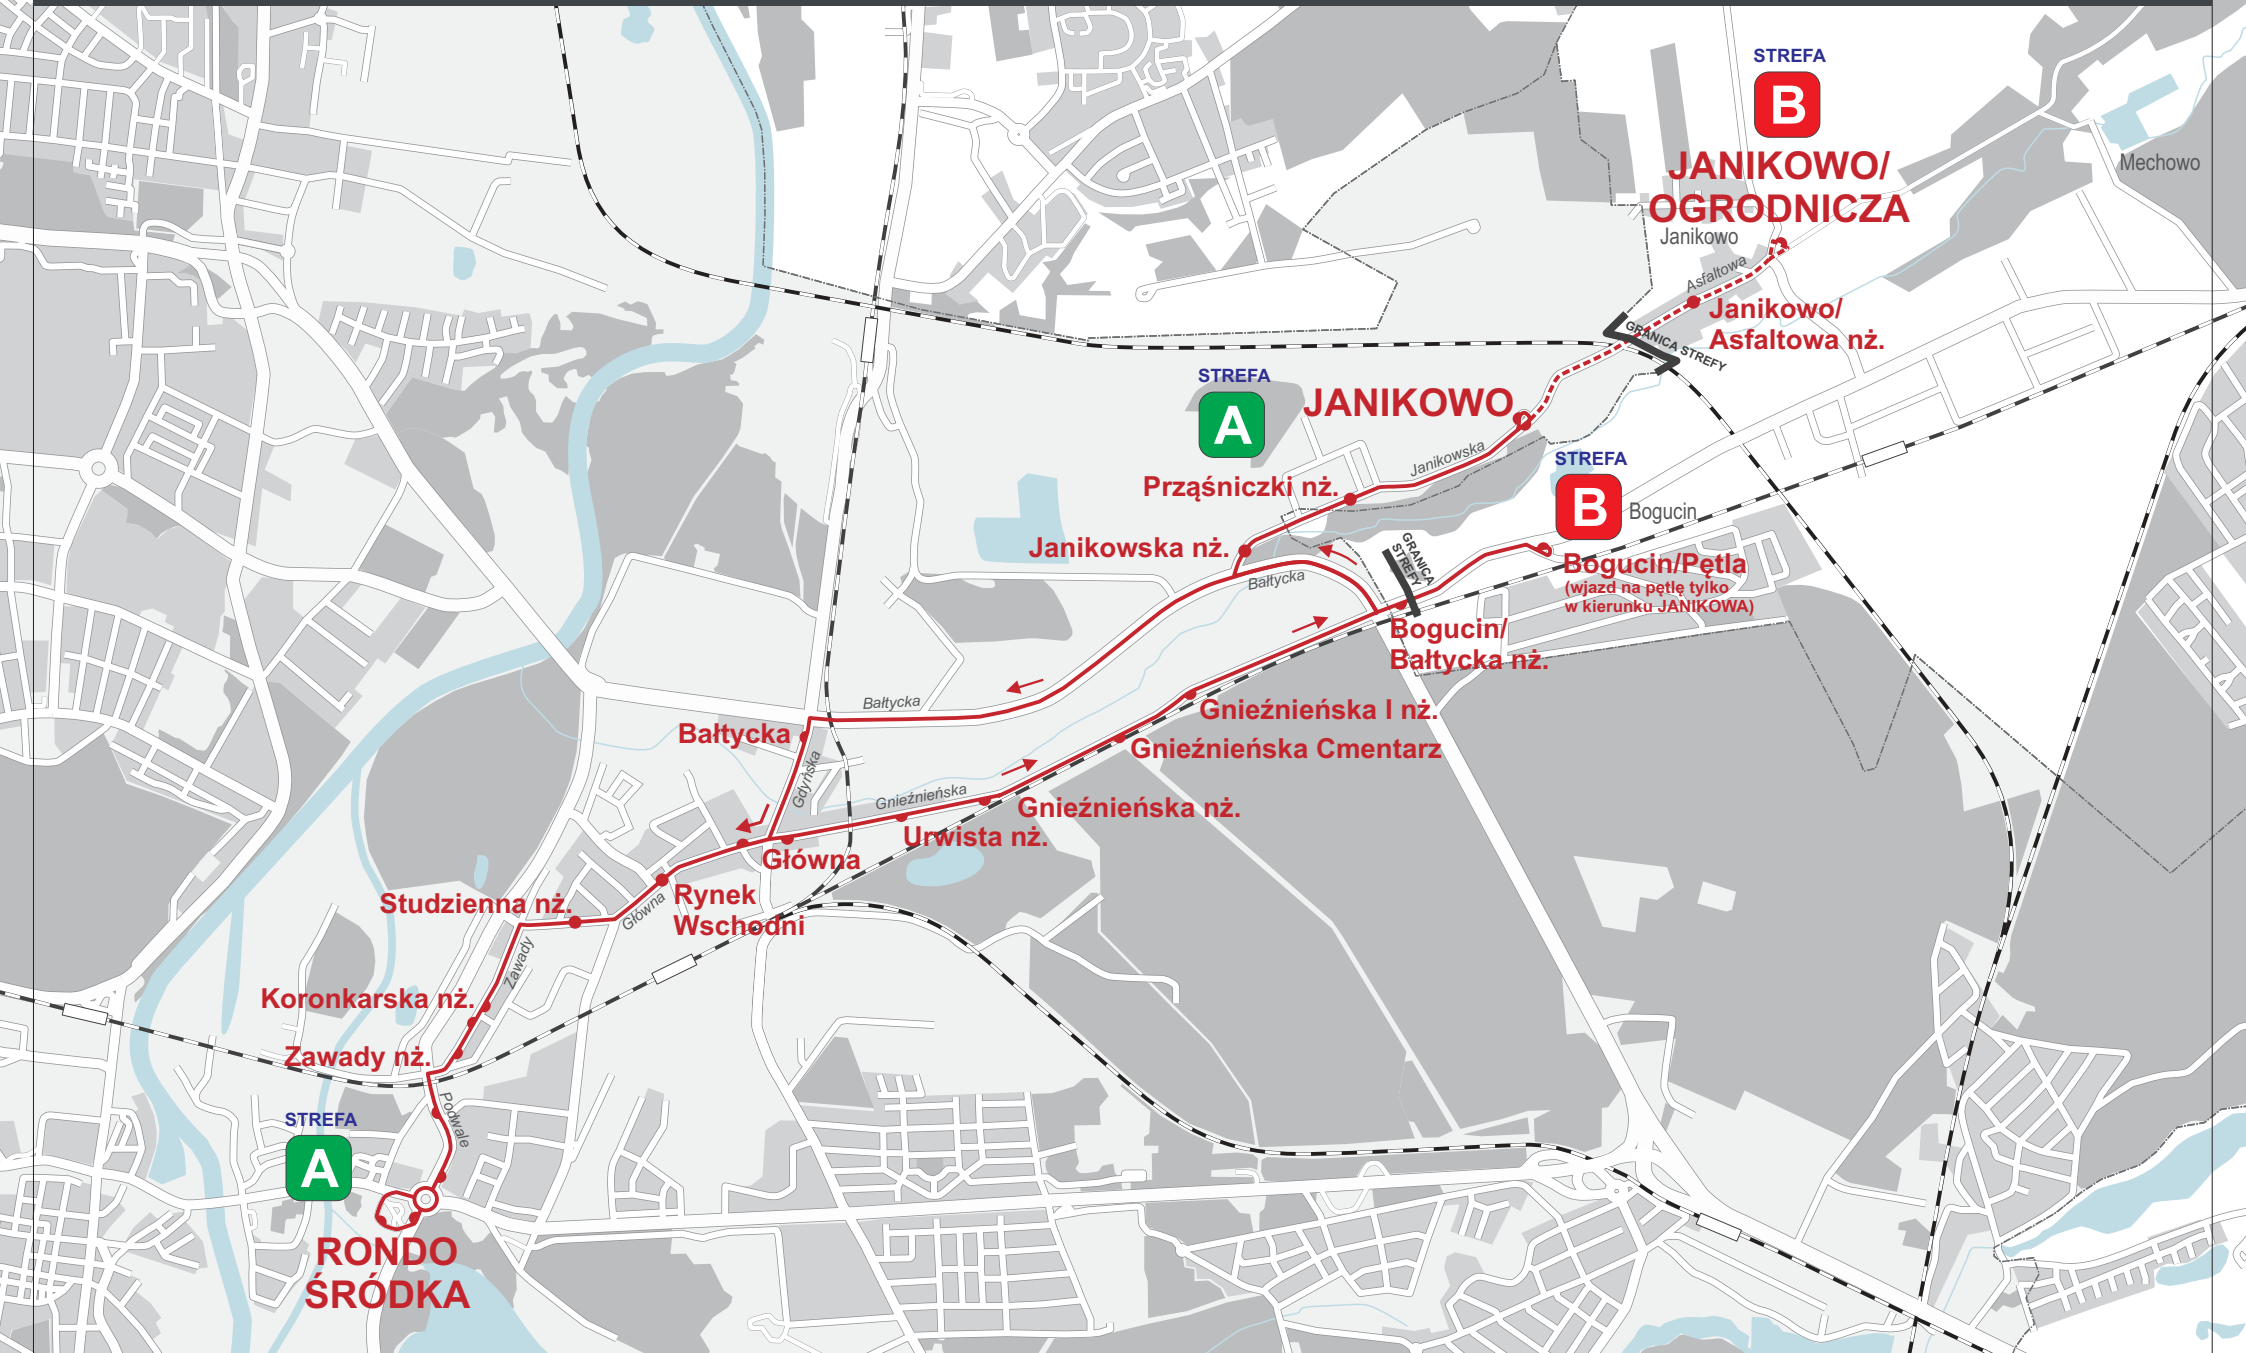 STREFA
B
JANIKOWO/
OGRODNICZA
Mechowo
Janikowo
Asfaltowa
Janikowo/
Asfaltowa nż.
GRANICA STREFY
STREFA
A
JANIKOWO
Janikowska
Prząśniczki nż.
STREFA
B
Bogucin
Janikowska nż.
GRANICA
STREFY
Bałtycka
Bogucin/Pętla
(wjazd na pętlę tylko
w kierunku JANIKOWA)
Bogucin/
Bałtycka nż.
Bałtycka
Gnieźnieńska I nż.
Bałtycka
Gnieźnieńska Cmentarz
Gdyńska
Gnieźnieńska
Gnieźnieńska nż.
Urwista nż.
Główna
Studzienna nż.
Główna
Rynek
Wschodni
Zawady
Koronkarska nż.
Zawady nż.
Podwale
STREFA
A
RONDO
ŚRÓDKA